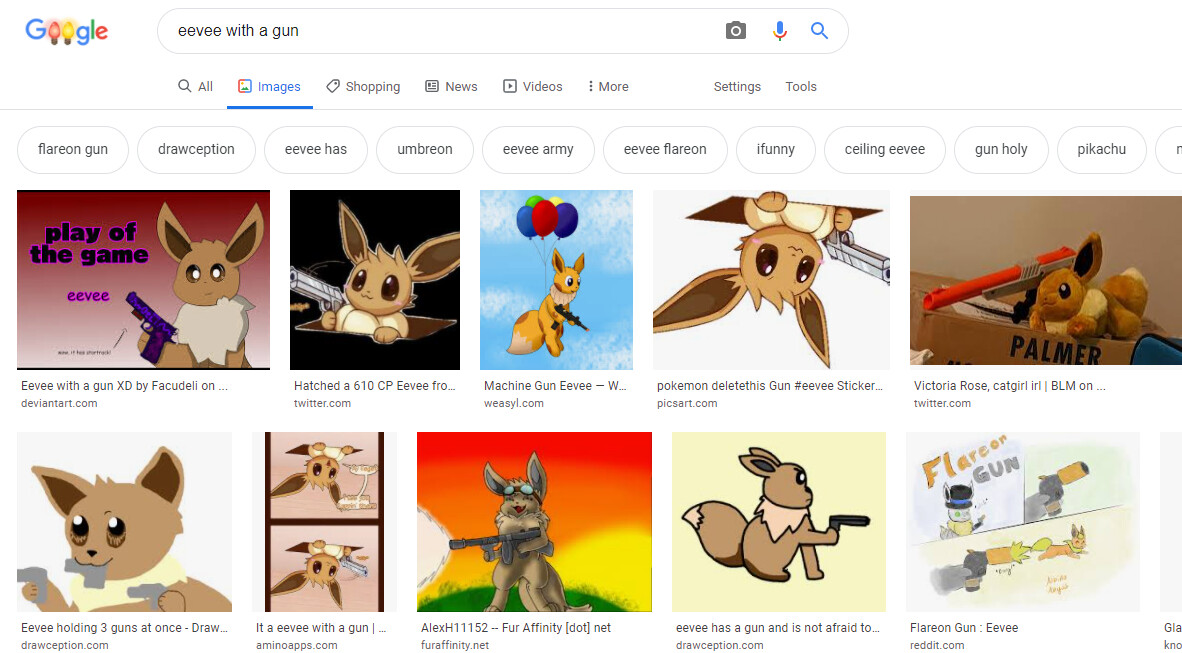 Google
eevee with a gun
All
Images
Shopping
News
Videos
More
Settings
Tools
flareon gun
drawception
eevee has
umbreon
eevee army
eevee flareon
ifunny
ceiling eevee
gun holy
pikachu
play of
the game
eevee
wow, it has startrack!
PALMER
Eevee with a gun XD by Facudeli on ...
deviantart.com
Hatched a 610 CP Eevee fro...
twitter.com
Machine Gun Eevee — W...
weasyl.com
pokemon deletethis Gun #eevee Sticker...
picsart.com
Victoria Rose, catgirl irl | BLM on ...
twitter.com
Flareon
GUN
Eevee holding 3 guns at once - Draw...
drawception.com
It a eevee with a gun | ...
aminoapps.com
AlexH11152 -- Fur Affinity [dot] net
furaffinity.net
eevee has a gun and is not afraid to...
drawception.com
Flareon Gun : Eevee
reddit.com
Gla
kno